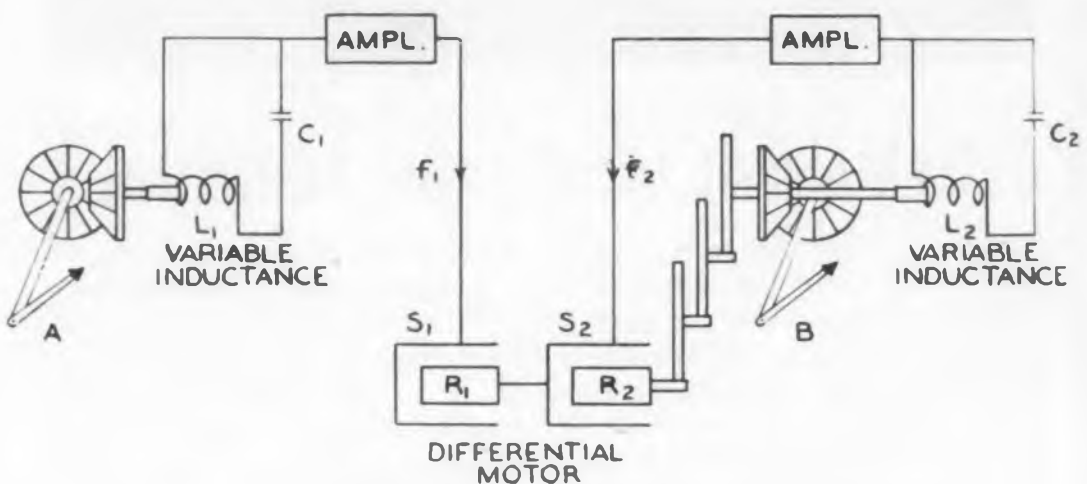 AMPL.
AMPL.
C₁
C₂
f₁
f₂
L₁
L₂
VARIABLE
INDUCTANCE
VARIABLE
INDUCTANCE
A
B
S₁
S₂
R₁
R₂
DIFFERENTIAL
MOTOR